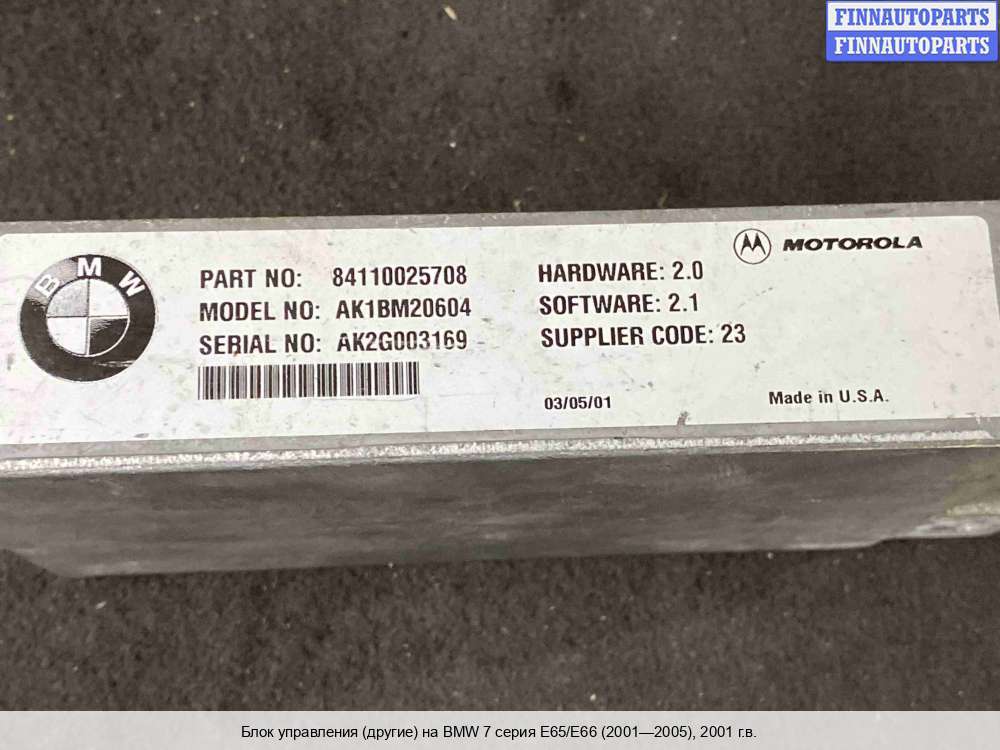 FINNAUTOPARTS
FINNAUTOPARTS
BMW
MOTOROLA
PART NO: 84110025708
MODEL NO: AK1BM20604
SERIAL NO: AK2G003169
HARDWARE: 2.0
SOFTWARE: 2.1
SUPPLIER CODE: 23
03/05/01
Made in U.S.A.
Блок управления (другие) на BMW 7 серия E65/E66 (2001—2005), 2001 г.в.